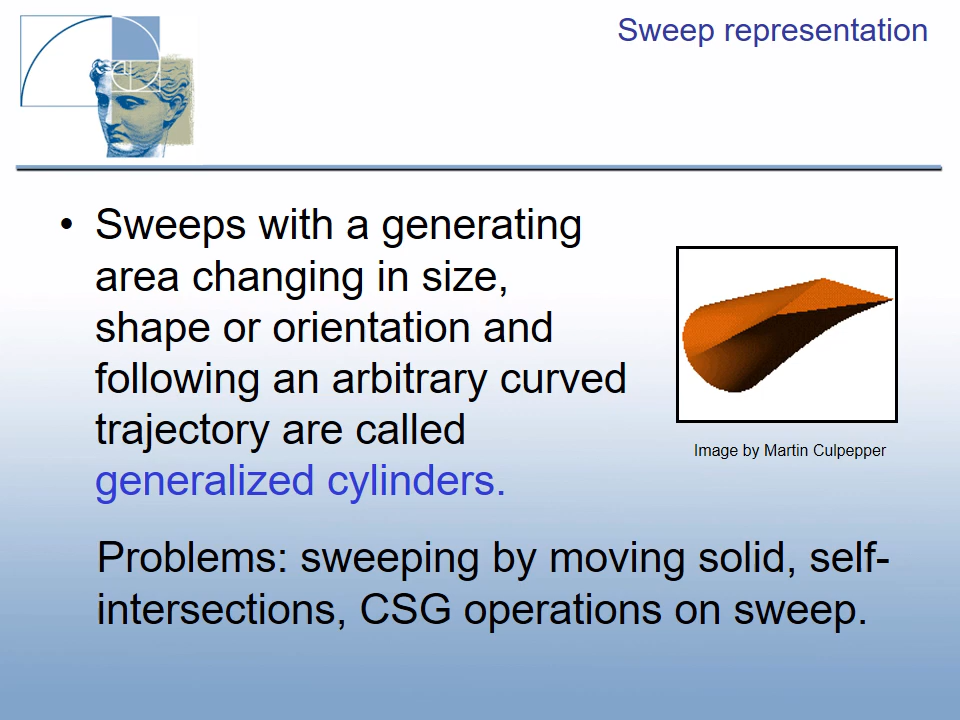 Sweep representation
• Sweeps with a generating
area changing in size,
shape or orientation and
following an arbitrary curved
trajectory are called
generalized cylinders.
Image by Martin Culpepper
Problems: sweeping by moving solid, self-
intersections, CSG operations on sweep.